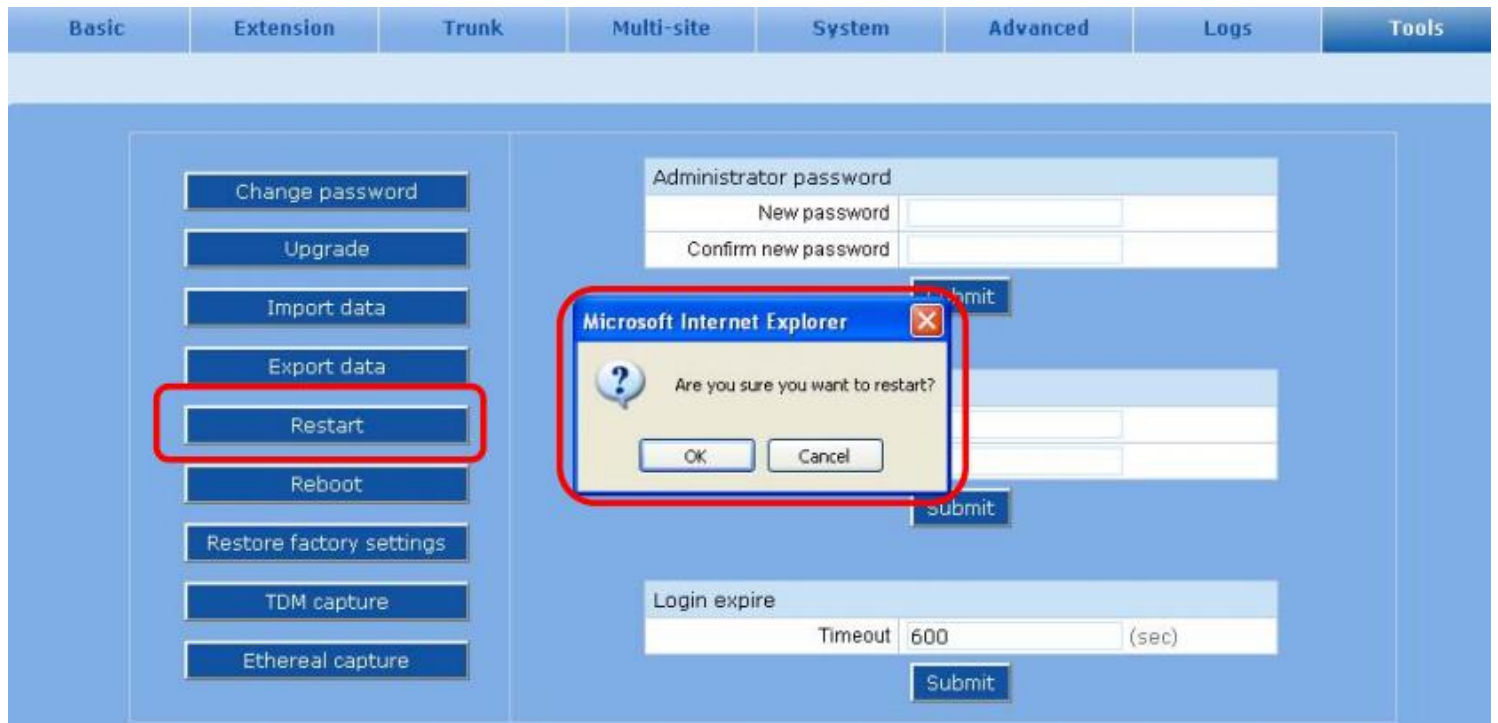 Basic Extension Trunk Multi-site System Advanced Logs Tools
Change password
Upgrade
Import data
Export data
Restart
Reboot
Restore factory settings
TDM capture
Ethereal capture
Administrator password
New password
Confirm new password
Microsoft Internet Explorer
Are you sure you want to restart?
OK Cancel
Submit
Login expire
Timeout 600 (sec)
Submit